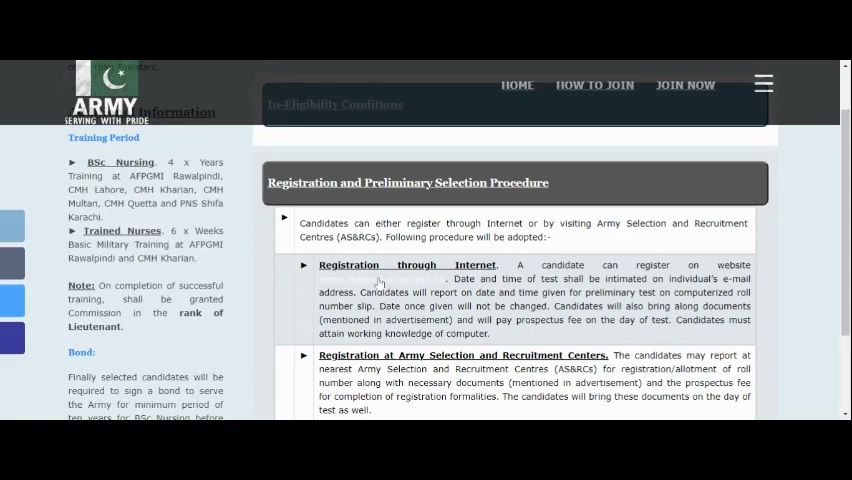 other than Pakistani.
ARMY
SERVING WITH PRIDE
HOME HOW TO JOIN JOIN NOW
Information
Training Period
► BSc Nursing. 4 x Years
Training at AFPGMI Rawalpindi,
CMH Lahore, CMH Kharian, CMH
Multan, CMH Quetta and PNS Shifa
Karachi.
► Trained Nurses. 6 x Weeks
Basic Military Training at AFPGMI
Rawalpindi and CMH Kharian.
Note: On completion of successful
training, shall be granted
Commission in the rank of
Lieutenant.
Bond:
Finally selected candidates will be
required to sign a bond to serve
the Army for minimum period of
ten years for BSc Nursing before
In-Eligibility Conditions
Registration and Preliminary Selection Procedure
► Candidates can either register through Internet or by visiting Army Selection and Recruitment
Centres (AS&RCs). Following procedure will be adopted:-
► Registration through Internet. A candidate can register on website
. Date and time of test shall be intimated on individual's e-mail
address. Candidates will report on date and time given for preliminary test on computerized roll
number slip. Date once given will not be changed. Candidates will also bring along documents
(mentioned in advertisement) and will pay prospectus fee on the day of test. Candidates must
attain working knowledge of computer.
► Registration at Army Selection and Recruitment Centers. The candidates may report at
nearest Army Selection and Recruitment Centres (AS&RCs) for registration/allotment of roll
number along with necessary documents (mentioned in advertisement) and the prospectus fee
for completion of registration formalities. The candidates will bring these documents on the day of
test as well.